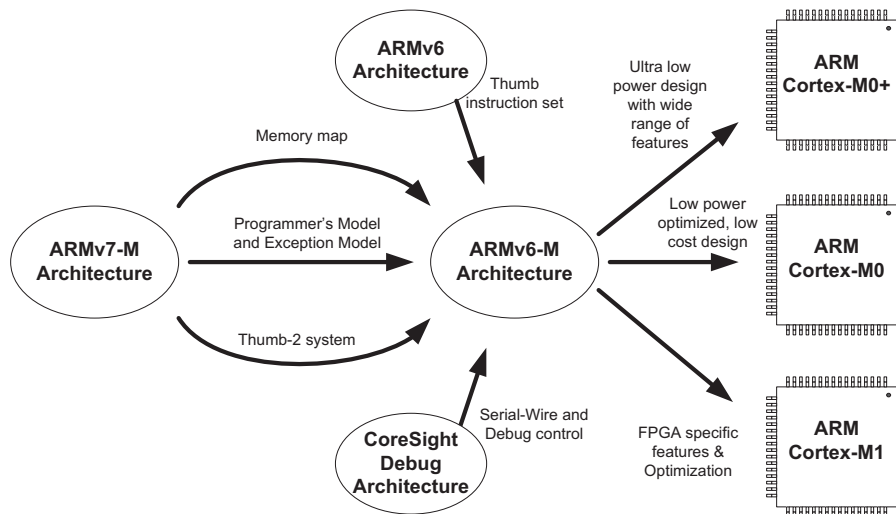 ARMv6
Architecture
Thumb
instruction set
Memory map
Programmer's Model
and Exception Model
ARMv7-M
Architecture
Thumb-2 system
ARMv6-M
Architecture
CoreSight
Debug
Architecture
Serial-Wire and
Debug control
Ultra low
power design
with wide
range of
features
Low power
optimized, low
cost design
FPGA specific
features &
Optimization
ARM
Cortex-M0+
ARM
Cortex-M0
ARM
Cortex-M1